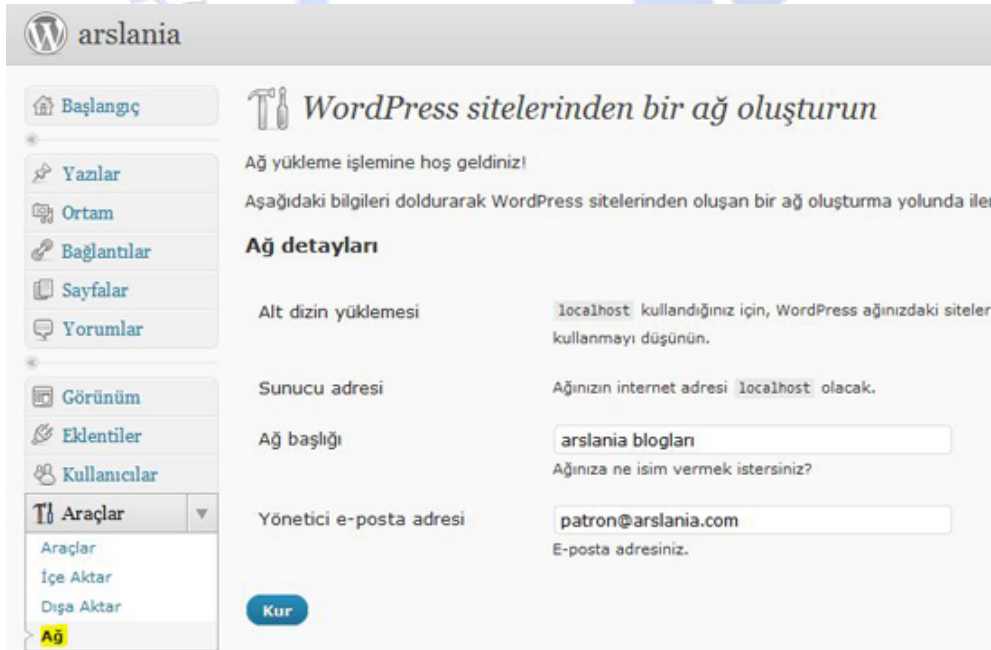 arslania
Başlangıç
Yazılar
Ortam
Bağlantılar
Sayfalar
Yorumlar
Görünüm
Eklentiler
Kullanıcılar
Araçlar
Araçlar
İçe Aktar
Dışa Aktar
Ağ
WordPress sitelerinden bir ağ oluşturun
Ağ yükleme işlemine hoş geldiniz!
Aşağıdaki bilgileri doldurarak WordPress sitelerinden oluşan bir ağ oluşturma yolunda iler
Ağ detayları
Alt dizin yüklemesi
localhost kullandığınız için, WordPress ağınızdaki siteler
kullanmayı düşünün.
Sunucu adresi
Ağınızın internet adresi localhost olacak.
Ağ başlığı
arslania blogları
Ağınıza ne isim vermek istersiniz?
Yönetici e-posta adresi
patron@arslania.com
E-posta adresiniz.
Kur